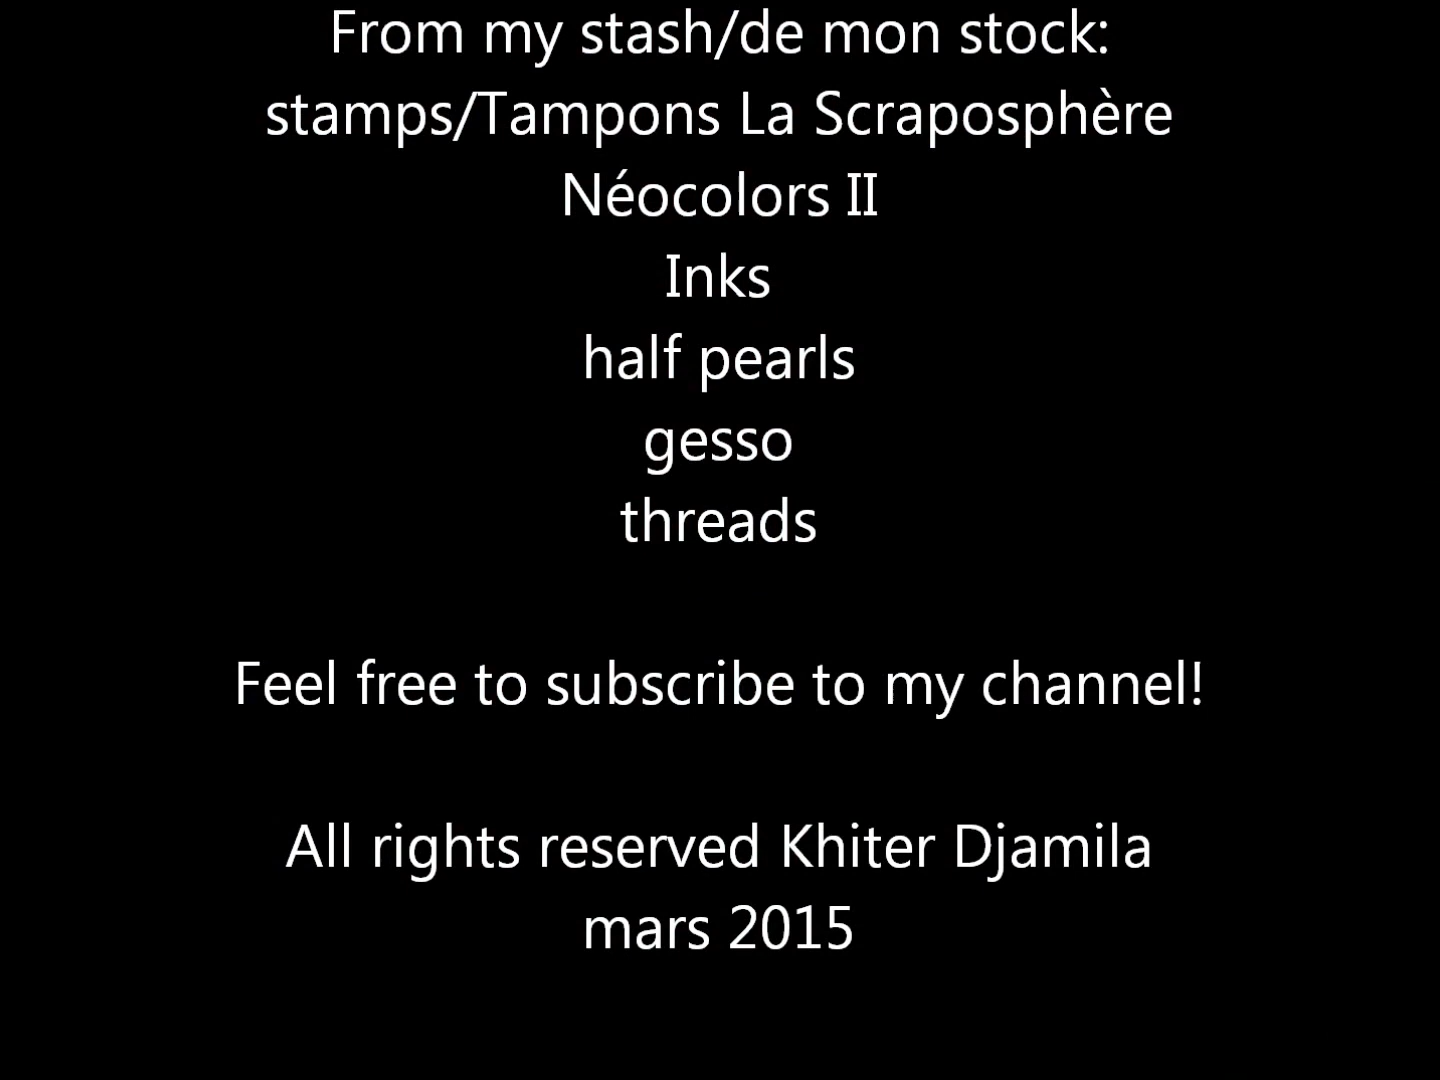 From my stash/de mon stock:
stamps/Tampons La Scraposphère
Néocolors II
Inks
half pearls
gesso
threads
Feel free to subscribe to my channel!
All rights reserved Khiter Djamila
mars 2015